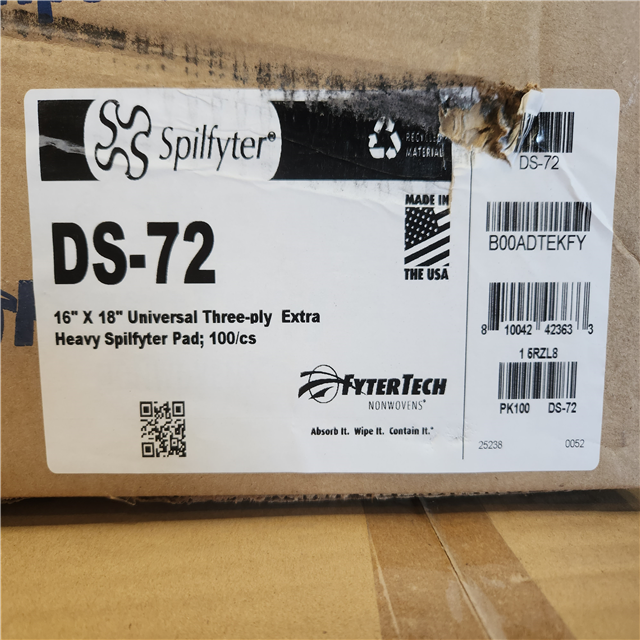 Spilfyter®
RECYCLED
MATERIAL
DS-72
MADE IN
THE USA
16" X 18" Universal Three-ply Extra
Heavy Spilfyter Pad; 100/cs
FYTERTECH
NONWOVENS®
Absorb It. Wipe It. Contain It.™
DS-72
B00ADTEKFY
8 10042 42363 3
1 5RZL8
PK100 DS-72
25238 0052